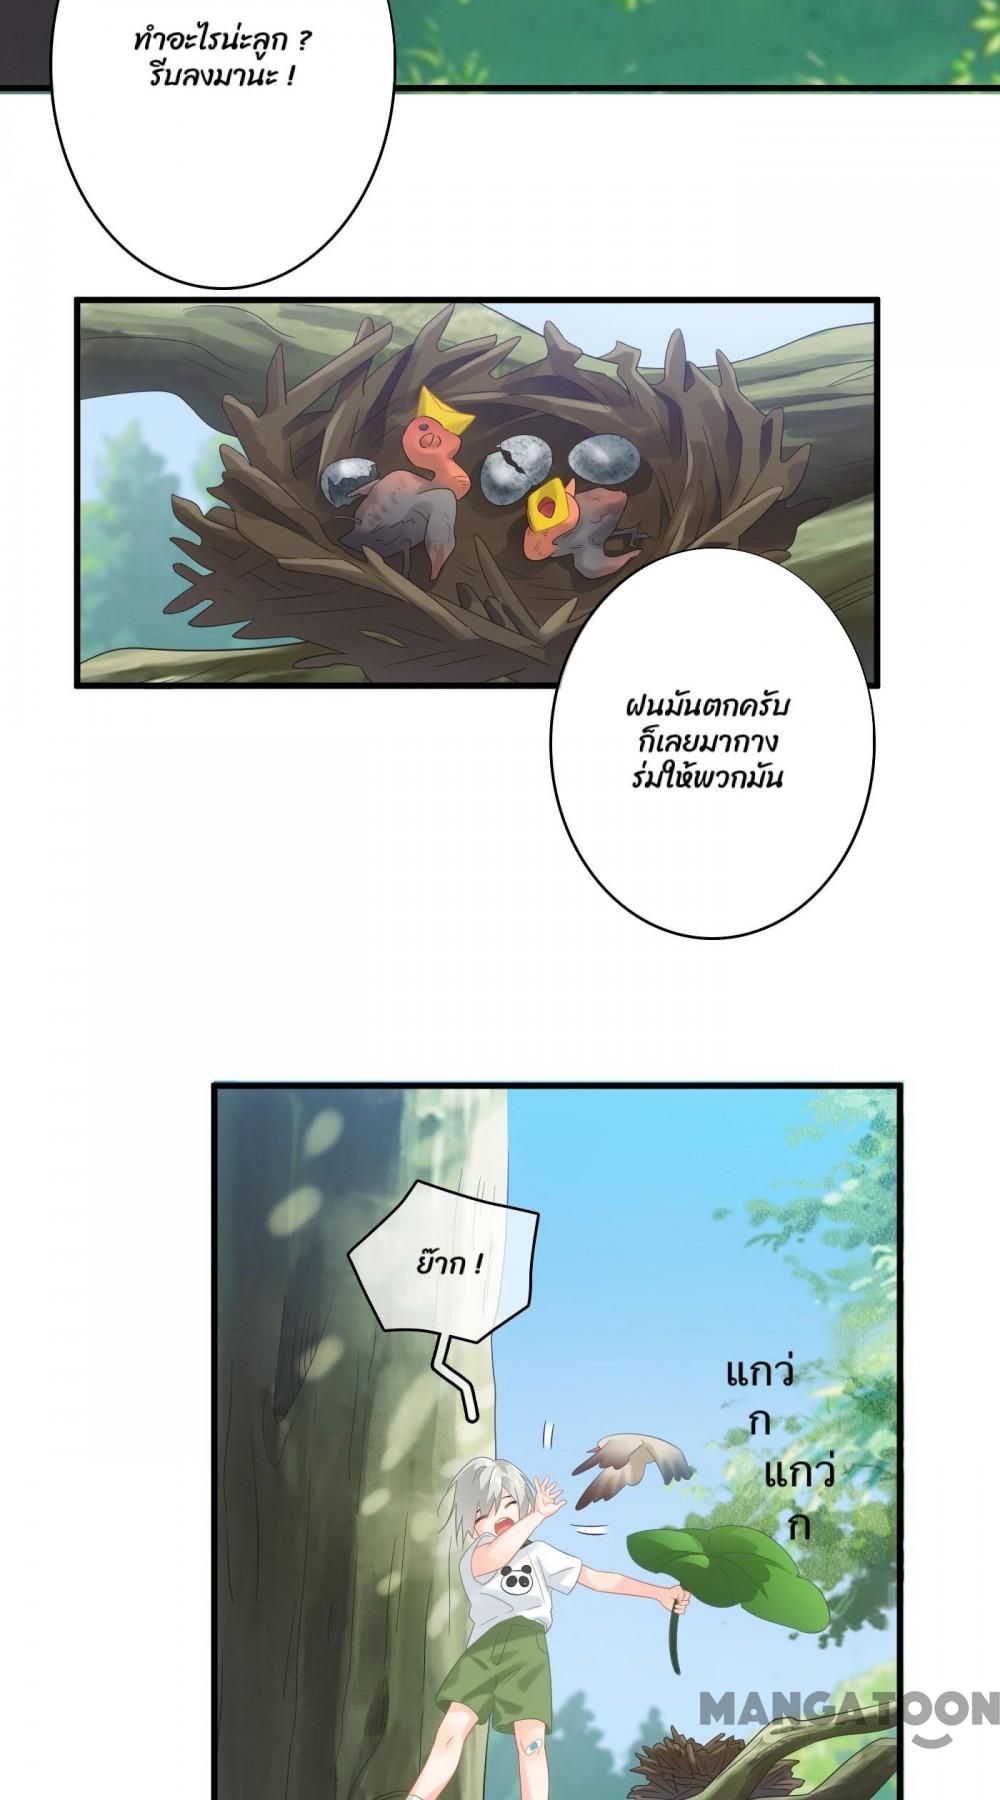 ทำอะไรน่ะลูก ?
รีบลงมานะ !
ฝนมันตกครับ
ก็เลยมากาง
ร่มให้พวกมัน
ย๊าก !
แกว่
ก
แกว่
ก
MANGATOON